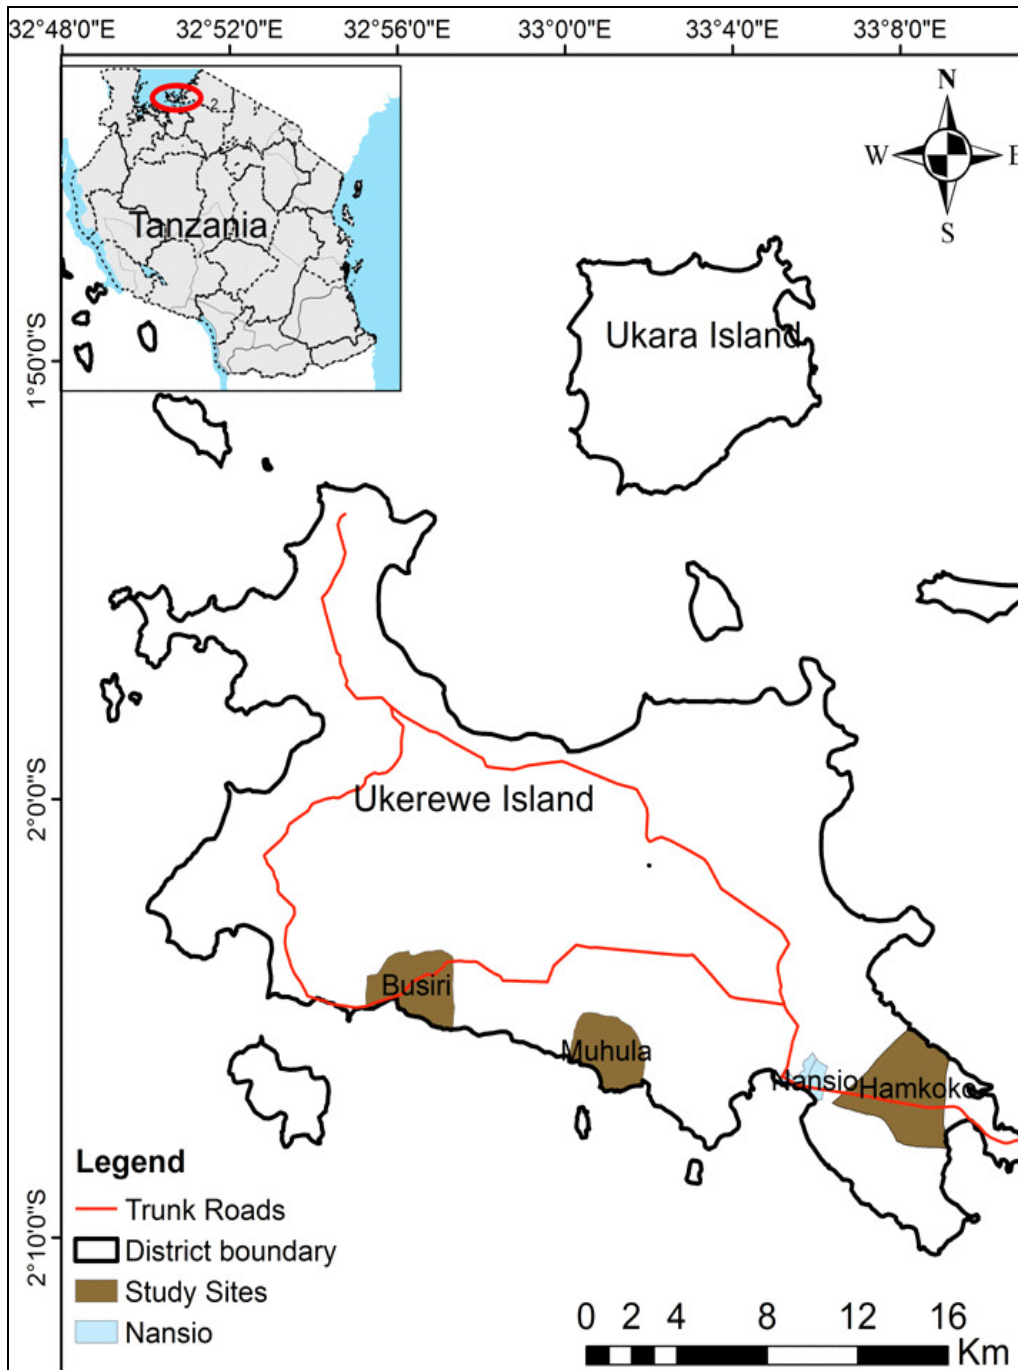 32°48'0"E 32°52'0"E 32°56'0"E 33°0'0"E 33°4'0"E 33°8'0"E
N
W E
S
2
Tanzania
Ukara Island
1°50'0"S
Ukerewe Island
2°0'0"S
Busiri
Muhula
Nansio
Hamkoko
2°10'0"S
Legend
Trunk Roads
District boundary
Study Sites
Nansio
0 2 4 8 12 16
Km